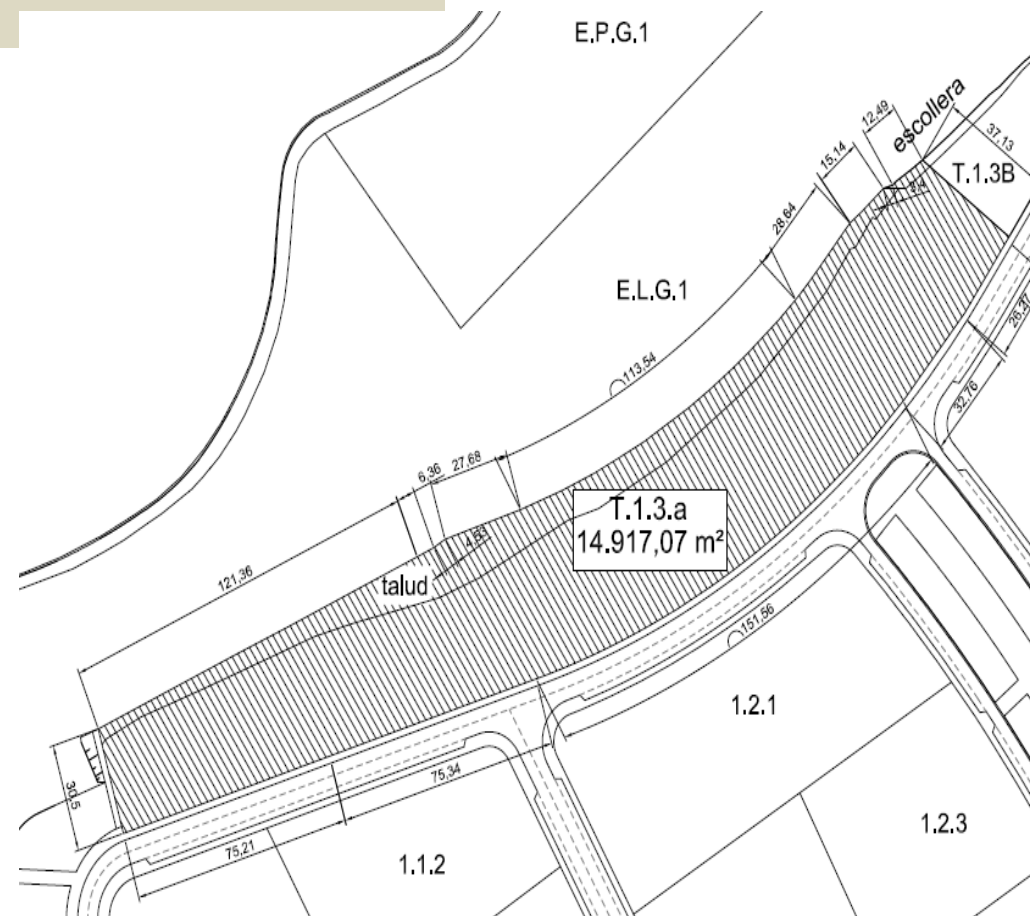 E.P.G.1
escollera
12,49
37,13
15,14
T.1.3B
28,64
E.L.G.1
26,27
113,54
32,76
6,36
27,68
T.1.3.a
14.917,07 m²
4,53
121,36
talud
151,56
1.2.1
30,5
75,34
75,21
1.1.2
1.2.3